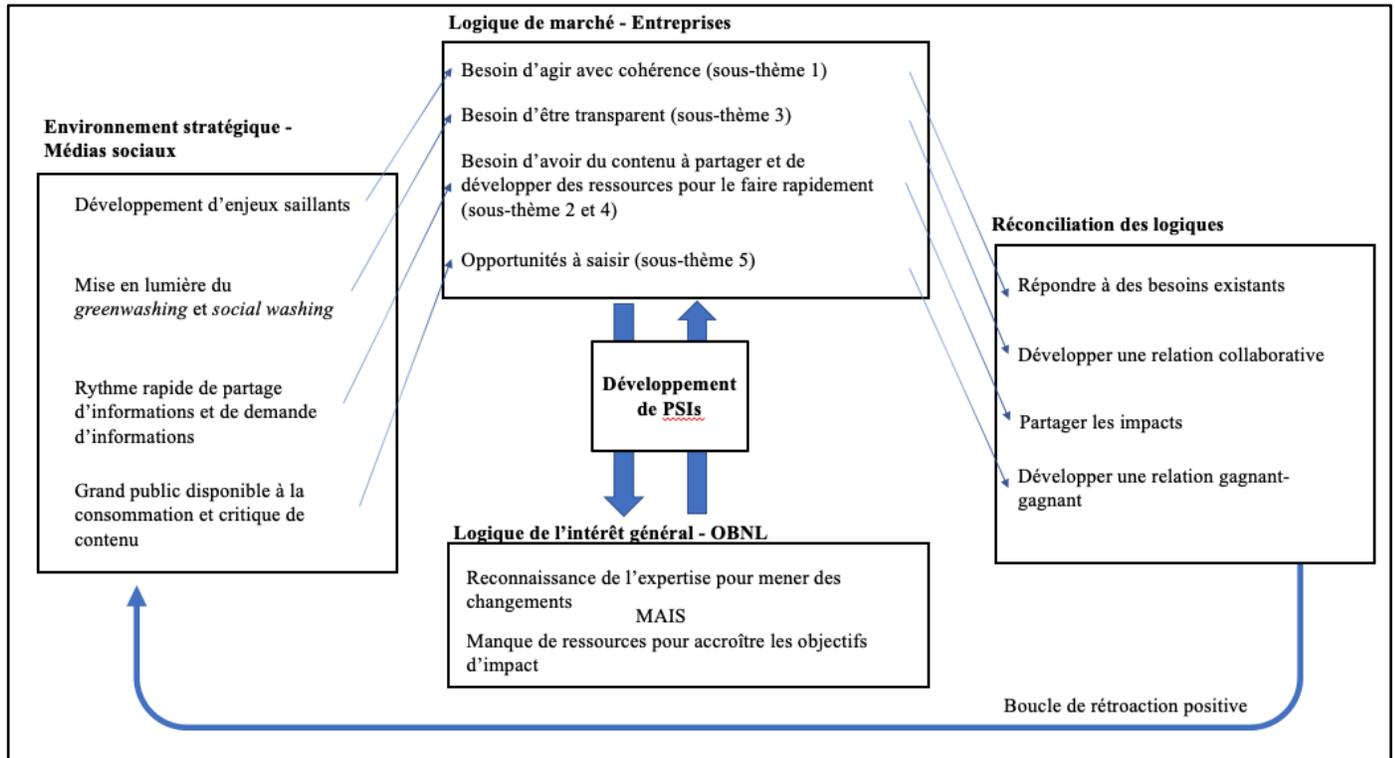 Logique de marché - Entreprises
Besoin d'agir avec cohérence (sous-thème 1)
Besoin d'être transparent (sous-thème 3)
Besoin d'avoir du contenu à partager et de
développer des ressources pour le faire rapidement
(sous-thème 2 et 4)
Opportunités à saisir (sous-thème 5)
Environnement stratégique -
Médias sociaux
Développement d'enjeux saillants
Mise en lumière du
greenwashing et social washing
Rythme rapide de partage
d'informations et de demande
d'informations
Grand public disponible à la
consommation et critique de
contenu
Développement
de PSIs
Logique de l'intérêt général - OBNL
Reconnaissance de l'expertise pour mener des
changements
MAIS
Manque de ressources pour accroître les objectifs
d'impact
Réconciliation des logiques
Répondre à des besoins existants
Développer une relation collaborative
Partager les impacts
Développer une relation gagnant-
gagnant
Boucle de rétroaction positive